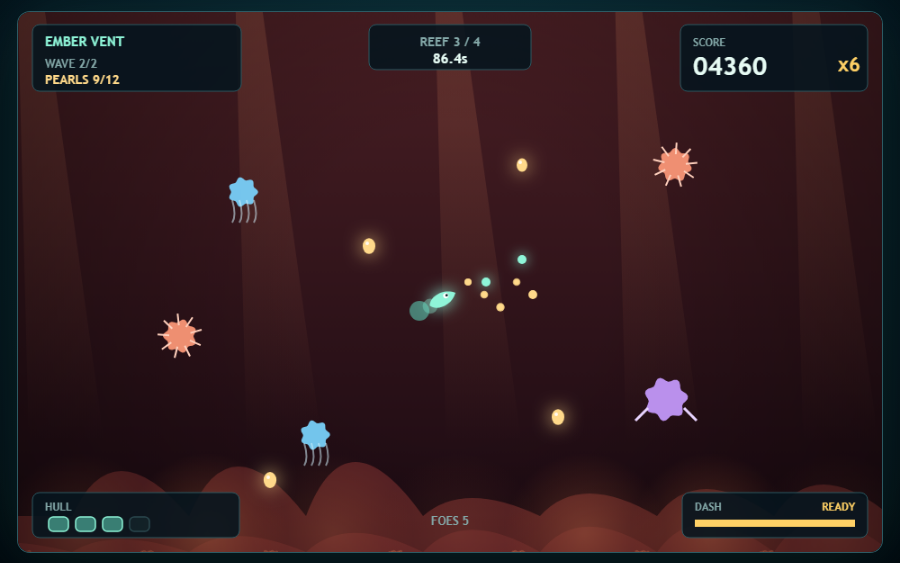 EMBER VENT
WAVE 2/2
PEARLS 9/12
REEF 3 / 4
86.4s
SCORE
04360
x6
HULL
FOES 5
DASH
READY